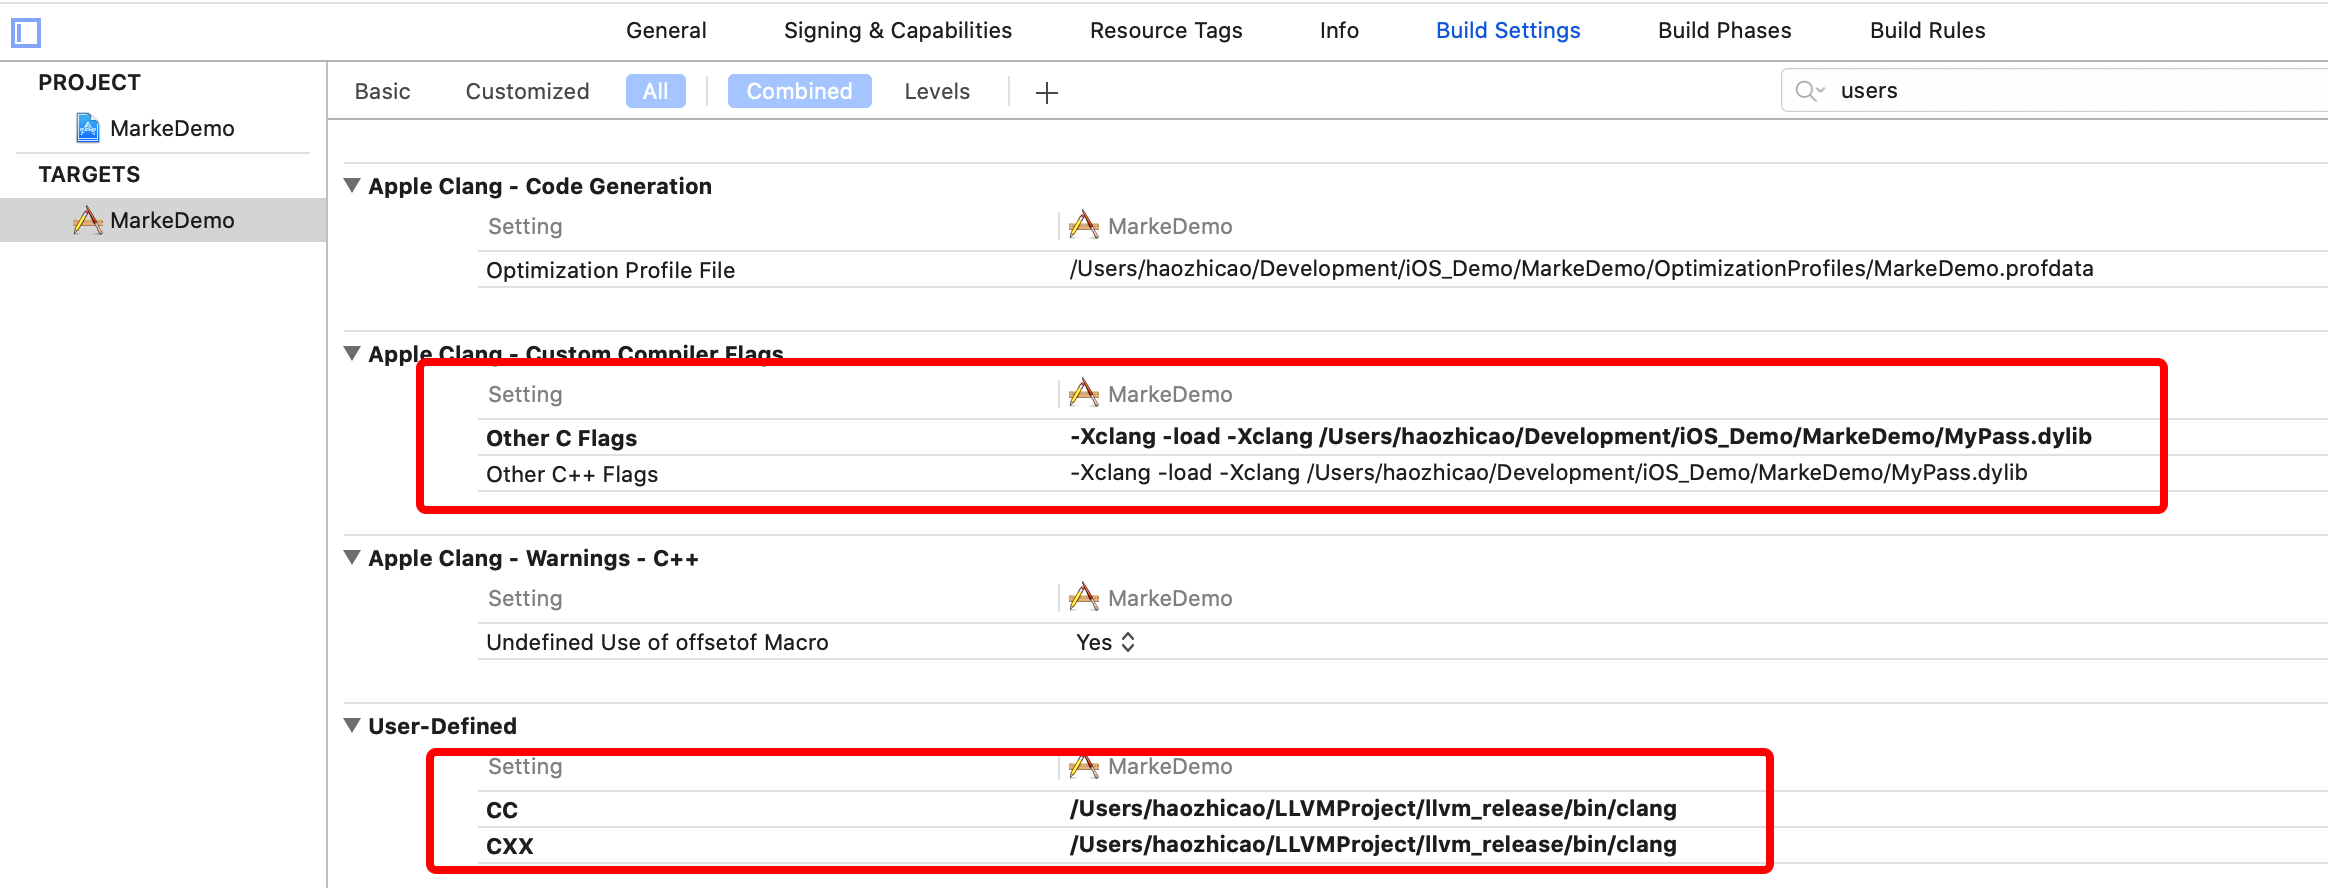 General Signing & Capabilities Resource Tags Info Build Settings Build Phases Build Rules
PROJECT
MarkeDemo
TARGETS
MarkeDemo
Basic Customized All Combined Levels + users
Apple Clang - Code Generation
Setting MarkeDemo
Optimization Profile File /Users/haozhicao/Development/iOS_Demo/MarkeDemo/OptimizationProfiles/MarkeDemo.profdata
Apple Clang - Custom Compiler Flags
Setting MarkeDemo
Other C Flags -Xclang -load -Xclang /Users/haozhicao/Development/iOS_Demo/MarkeDemo/MyPass.dylib
Other C++ Flags -Xclang -load -Xclang /Users/haozhicao/Development/iOS_Demo/MarkeDemo/MyPass.dylib
Apple Clang - Warnings - C++
Setting MarkeDemo
Undefined Use of offsetof Macro Yes
User-Defined
Setting MarkeDemo
CC /Users/haozhicao/LLVMProject/llvm_release/bin/clang
CXX /Users/haozhicao/LLVMProject/llvm_release/bin/clang